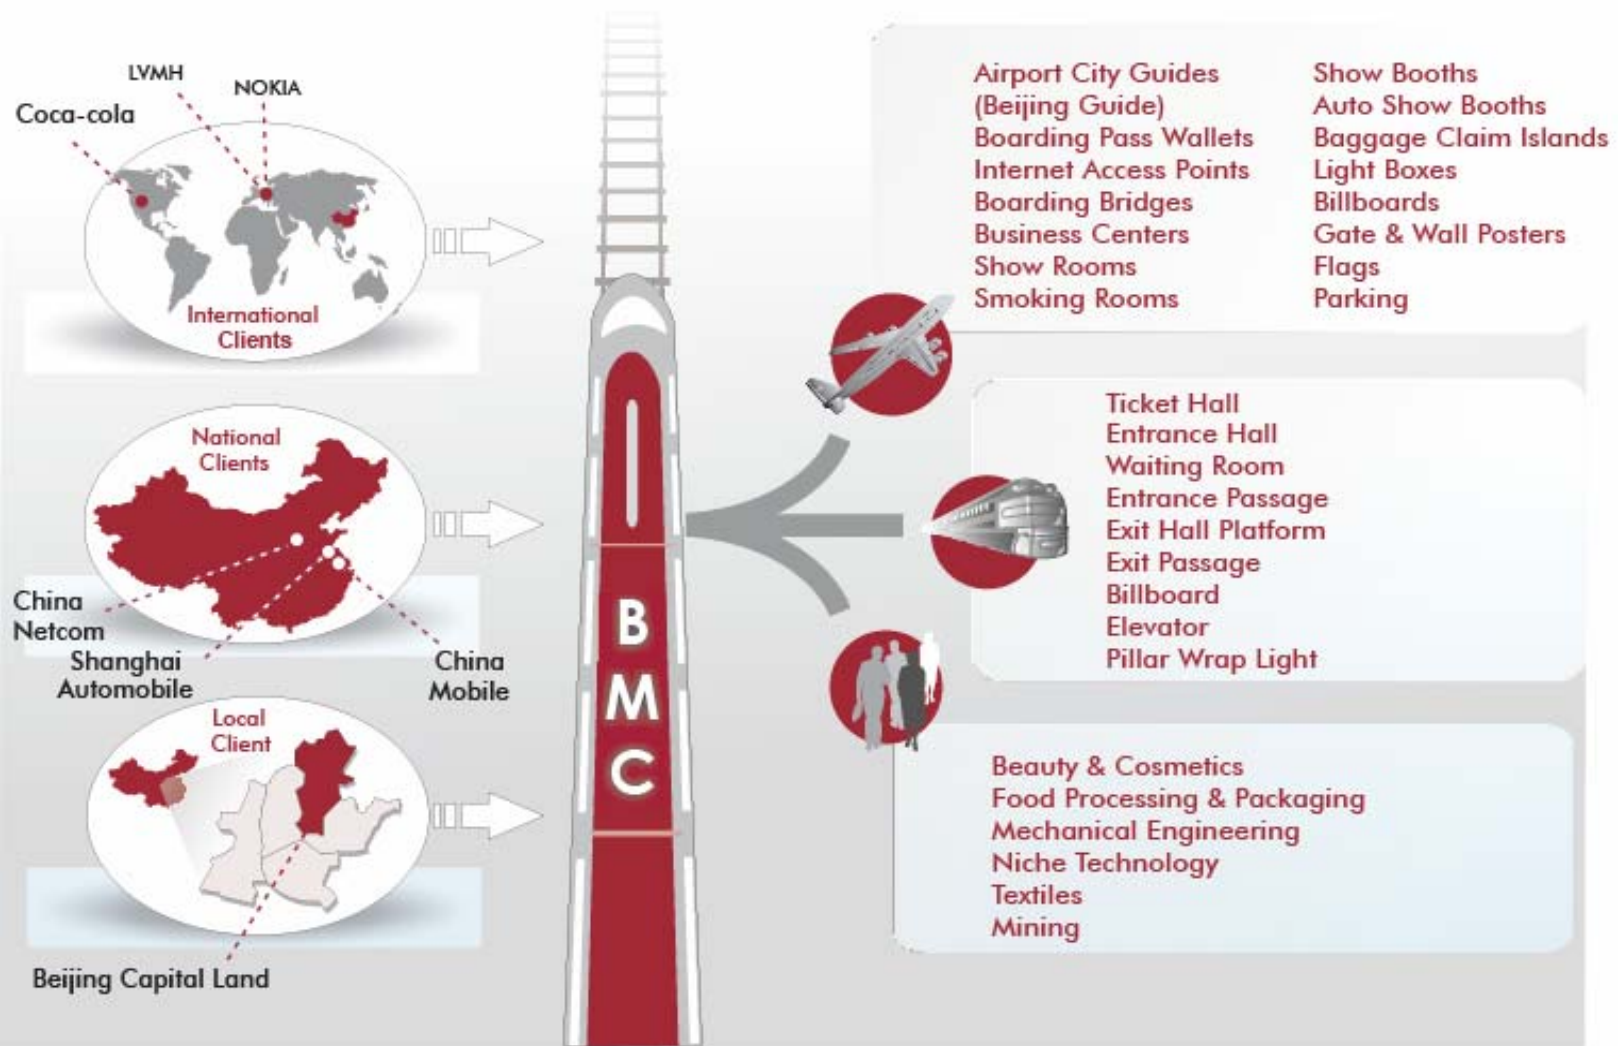 LVMH
NOKIA
Coca-cola
International
Clients
National
Clients
China
Netcom
Shanghai
Automobile
China
Mobile
Local
Client
Beijing Capital Land
B
M
C
Airport City Guides
(Beijing Guide)
Boarding Pass Wallets
Internet Access Points
Boarding Bridges
Business Centers
Show Rooms
Smoking Rooms
Show Booths
Auto Show Booths
Baggage Claim Islands
Light Boxes
Billboards
Gate & Wall Posters
Flags
Parking
Ticket Hall
Entrance Hall
Waiting Room
Entrance Passage
Exit Hall Platform
Exit Passage
Billboard
Elevator
Pillar Wrap Light
Beauty & Cosmetics
Food Processing & Packaging
Mechanical Engineering
Niche Technology
Textiles
Mining